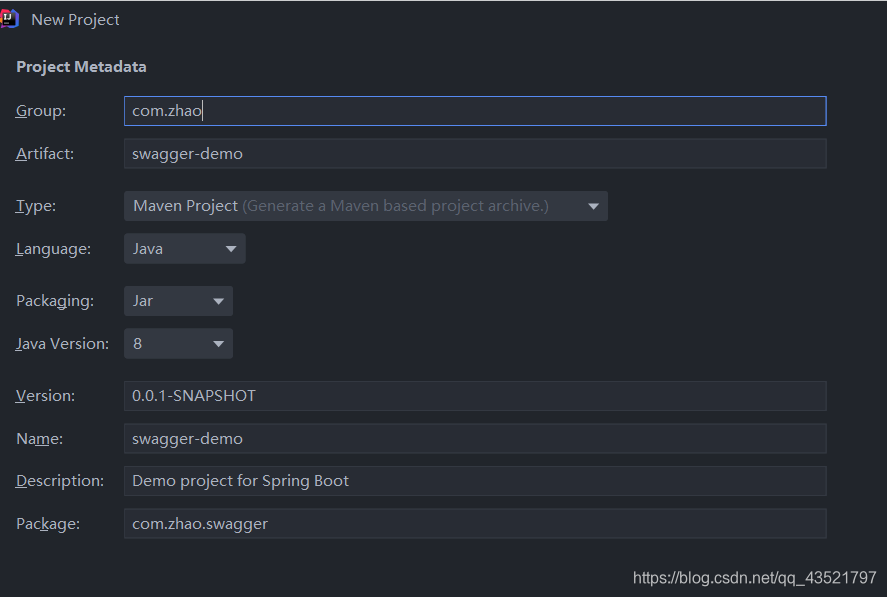 New Project
Project Metadata
Group: com.zhao
Artifact: swagger-demo
Type: Maven Project (Generate a Maven based project archive.)
Language: Java
Packaging: Jar
Java Version: 8
Version: 0.0.1-SNAPSHOT
Name: swagger-demo
Description: Demo project for Spring Boot
Package: com.zhao.swagger
https://blog.csdn.net/qq_43521797